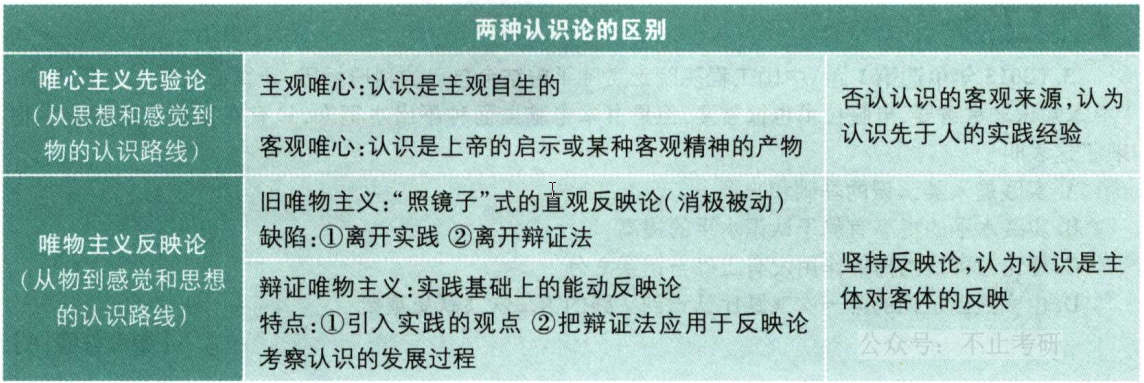 两种认识论的区别
唯心主义先验论
（从思想和感觉到
物的认识路线）
主观唯心：认识是主观自生的
客观唯心：认识是上帝的启示或某种客观精神的产物
否认认识的客观来源，认为
认识先于人的实践经验
唯物主义反映论
（从物到感觉和思想
的认识路线）
旧唯物主义：“照镜子”式的直观反映论（消极被动）
缺陷：①离开实践 ②离开辩证法
辩证唯物主义：实践基础上的能动反映论
特点：①引入实践的观点 ②把辩证法应用于反映论
考察认识的发展过程
坚持反映论，认为认识是主
体对客体的反映
公众号：不止考研